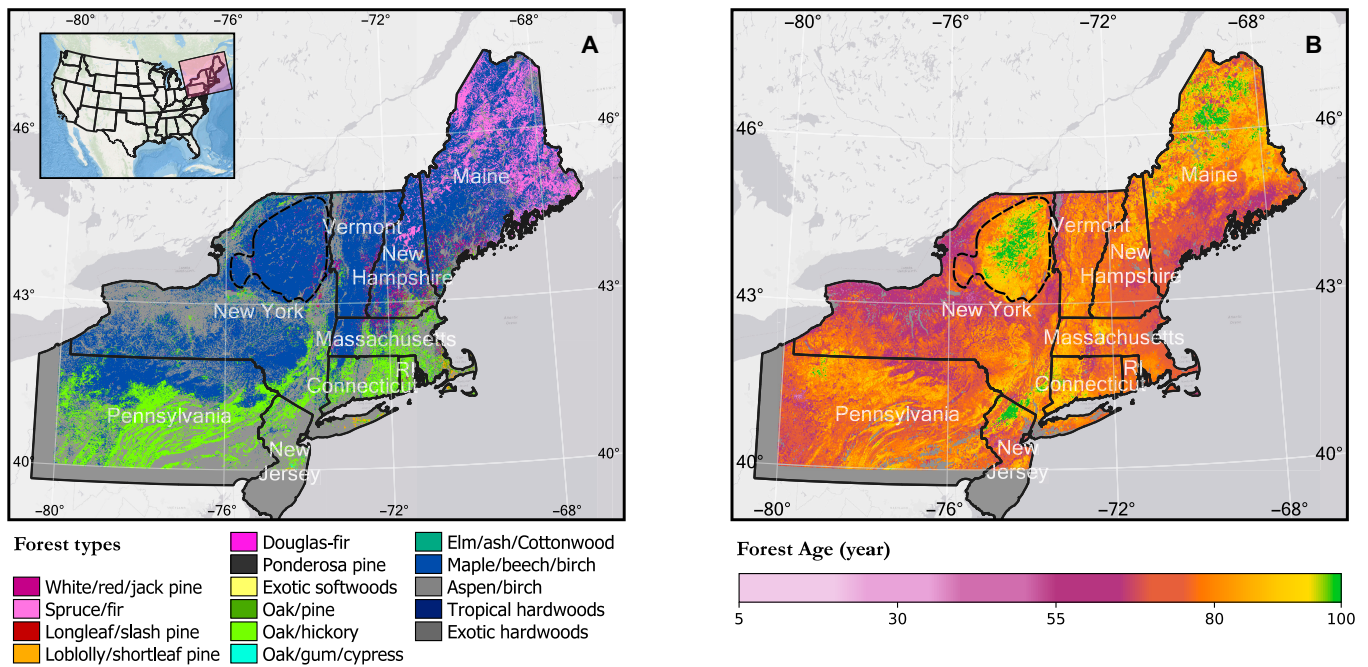 −80°
−76°
−72°
−68°
A
46°
46°
Maine
Vermont
New
Hampshire
43°
43°
New York
Massachusetts
RI
Connecticut
Pennsylvania
New
Jersey
40°
40°
−80°
−76°
−72°
−68°
Forest types
White/red/jack pine
Spruce/fir
Longleaf/slash pine
Loblolly/shortleaf pine
Douglas-fir
Ponderosa pine
Exotic softwoods
Oak/pine
Oak/hickory
Oak/gum/cypress
Elm/ash/Cottonwood
Maple/beech/birch
Aspen/birch
Tropical hardwoods
Exotic hardwoods
−80°
−76°
−72°
−68°
B
46°
46°
Maine
Vermont
New
Hampshire
43°
43°
New York
Massachusetts
RI
Connecticut
Pennsylvania
New
Jersey
40°
40°
−80°
−76°
−72°
−68°
Forest Age (year)
5
30
55
80
100